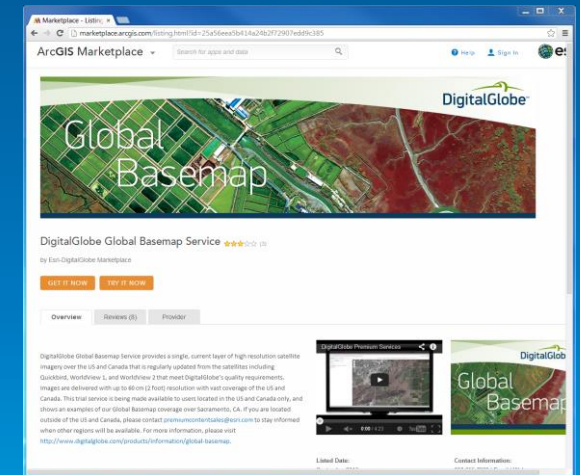 Marketplace - Listing
marketplace.arcgis.com/listing.html?id=25a56eea5b414a24b2f72907edd9c385
ArcGIS Marketplace
Search for apps and data
Help
Sign In
es
DigitalGlobe
Global
Basemap
DigitalGlobe Global Basemap Service
by Esri-DigitalGlobe Marketplace
GET IT NOW
TRY IT NOW
Overview
Reviews (8)
Provider
DigitalGlobe Global Basemap Service provides a single, current layer of high resolution satellite
imagery over the US and Canada that is regularly updated from the satellites including
Quickbird, WorldView 1, and WorldView 2 that meet DigitalGlobe's quality requirements.
Images are delivered with up to 60 cm (2 foot) resolution with vast coverage of the US and
Canada. This service is being made available to users located in the US and Canada only, and
shows an examples of our Global Basemap coverage over Sacramento, CA. If you are located
outside of the US and Canada, please contact premiumcontentsales@esri.com to stay informed
when other regions will be available. For more information, please visit
http://www.digitalglobe.com/products/information/global-basemap.
DigitalGlobe Premium Services
0:00 / 4:23
You
DigitalGlob
Global
Basemap
Listed Date:
Contact Information: